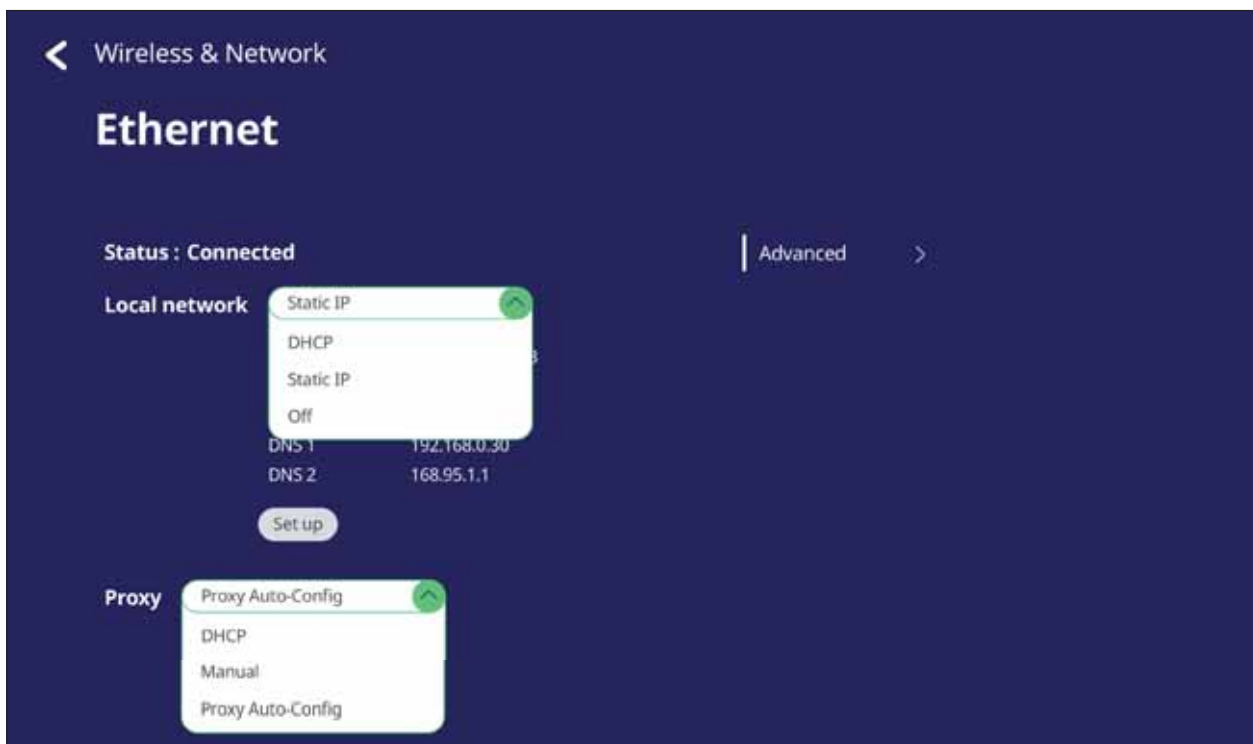 Wireless & Network
Ethernet
Status : Connected
Advanced
Local network
Static IP
DHCP
Static IP
Off
DNS 1 192.168.0.30
DNS 2 168.95.1.1
Set up
Proxy
Proxy Auto-Config
DHCP
Manual
Proxy Auto-Config